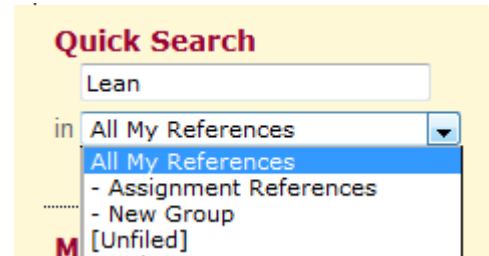 Quick Search
Lean
in All My References
All My References
- Assignment References
- New Group
[Unfiled]
M